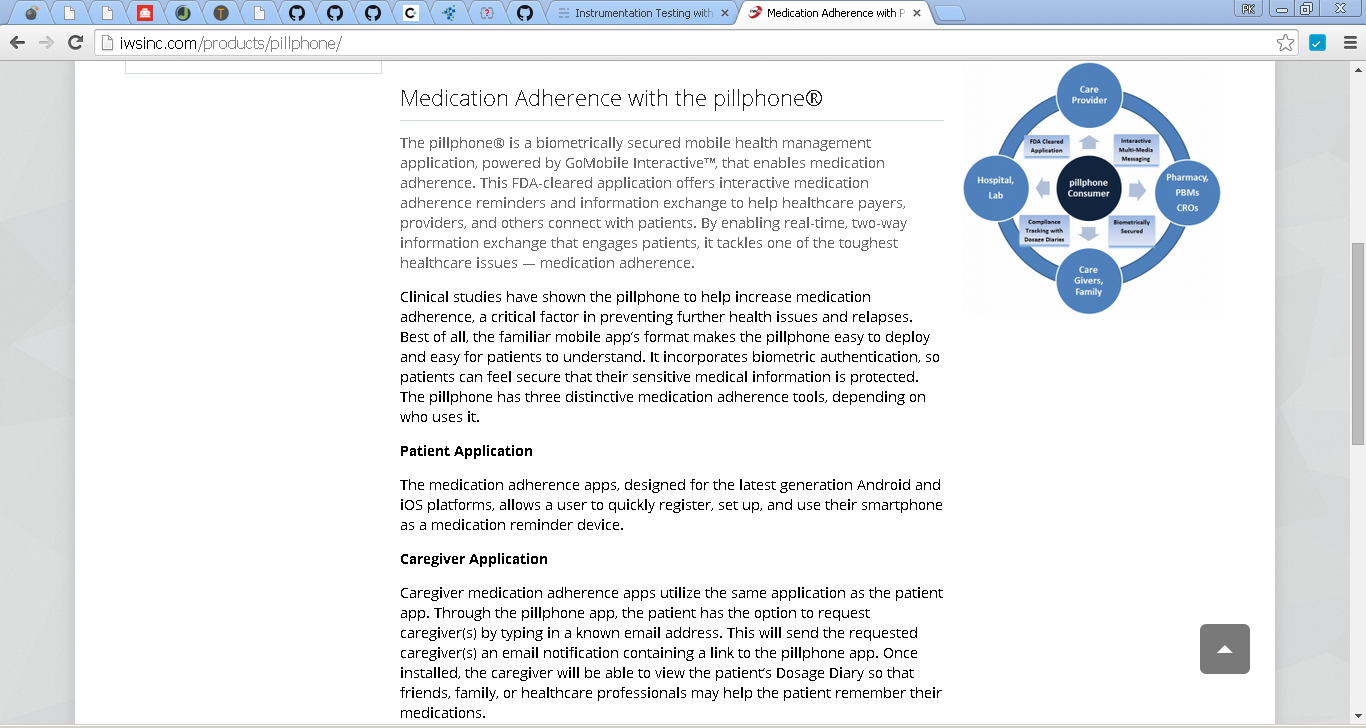 Instrumentation Testing with
Medication Adherence with P
PK
iwsinc.com/products/pillphone/
Medication Adherence with the pillphone®
The pillphone® is a biometrically secured mobile health management
application, powered by GoMobile Interactive™, that enables medication
adherence. This FDA-cleared application offers interactive medication
adherence reminders and information exchange to help healthcare payers,
providers, and others connect with patients. By enabling real-time, two-way
information exchange that engages patients, it tackles one of the toughest
healthcare issues — medication adherence.
Clinical studies have shown the pillphone to help increase medication
adherence, a critical factor in preventing further health issues and relapses.
Best of all, the familiar mobile app's format makes the pillphone easy to deploy
and easy for patients to understand. It incorporates biometric authentication, so
patients can feel secure that their sensitive medical information is protected.
The pillphone has three distinctive medication adherence tools, depending on
who uses it.
Patient Application
The medication adherence apps, designed for the latest generation Android and
iOS platforms, allows a user to quickly register, set up, and use their smartphone
as a medication reminder device.
Caregiver Application
Caregiver medication adherence apps utilize the same application as the patient
app. Through the pillphone app, the patient has the option to request
caregiver(s) by typing in a known email address. This will send the requested
caregiver(s) an email notification containing a link to the pillphone app. Once
installed, the caregiver will be able to view the patient's Dosage Diary so that
friends, family, or healthcare professionals may help the patient remember their
medications.
Care
Provider
FDA Cleared
Application
Interactive
Multi-Media
Messaging
Hospital,
Lab
pillphone
Consumer
Pharmacy,
PBMs
CROs
Compliance
Tracking with
Dosage Diaries
Biometrically
Secured
Care
Givers,
Family